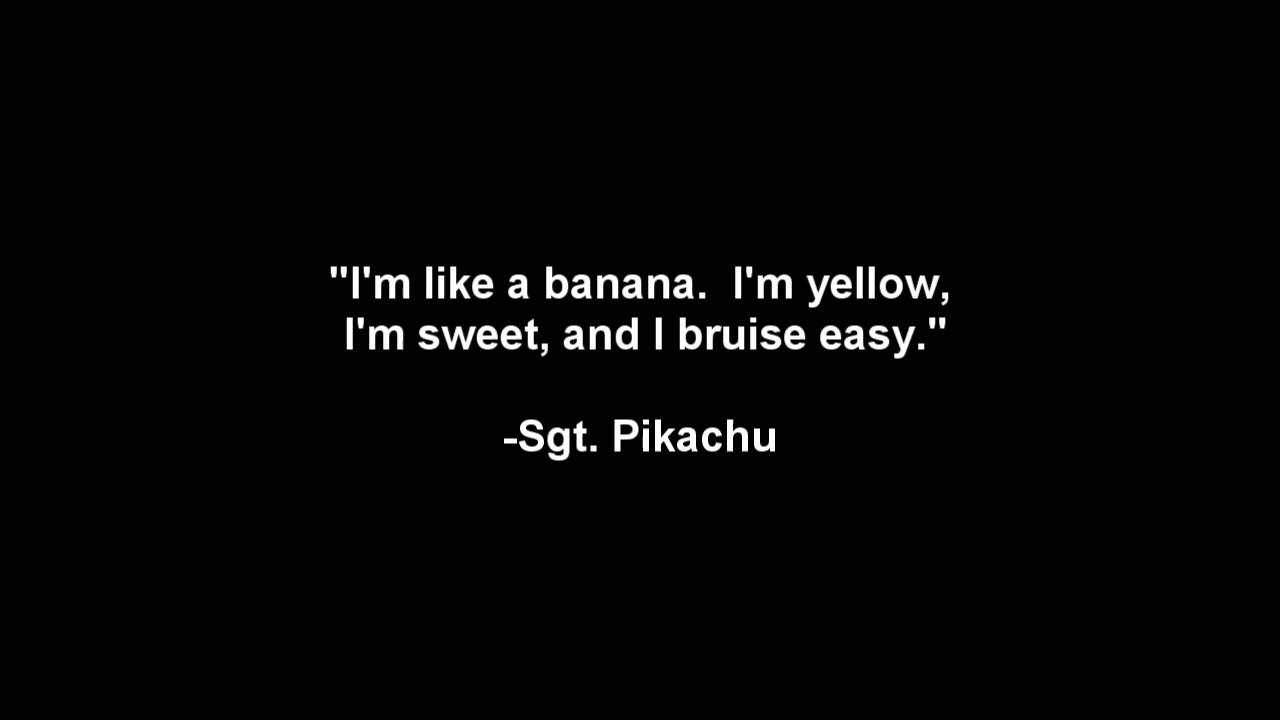 "I'm like a banana.  I'm yellow,
I'm sweet, and I bruise easy."
-Sgt. Pikachu